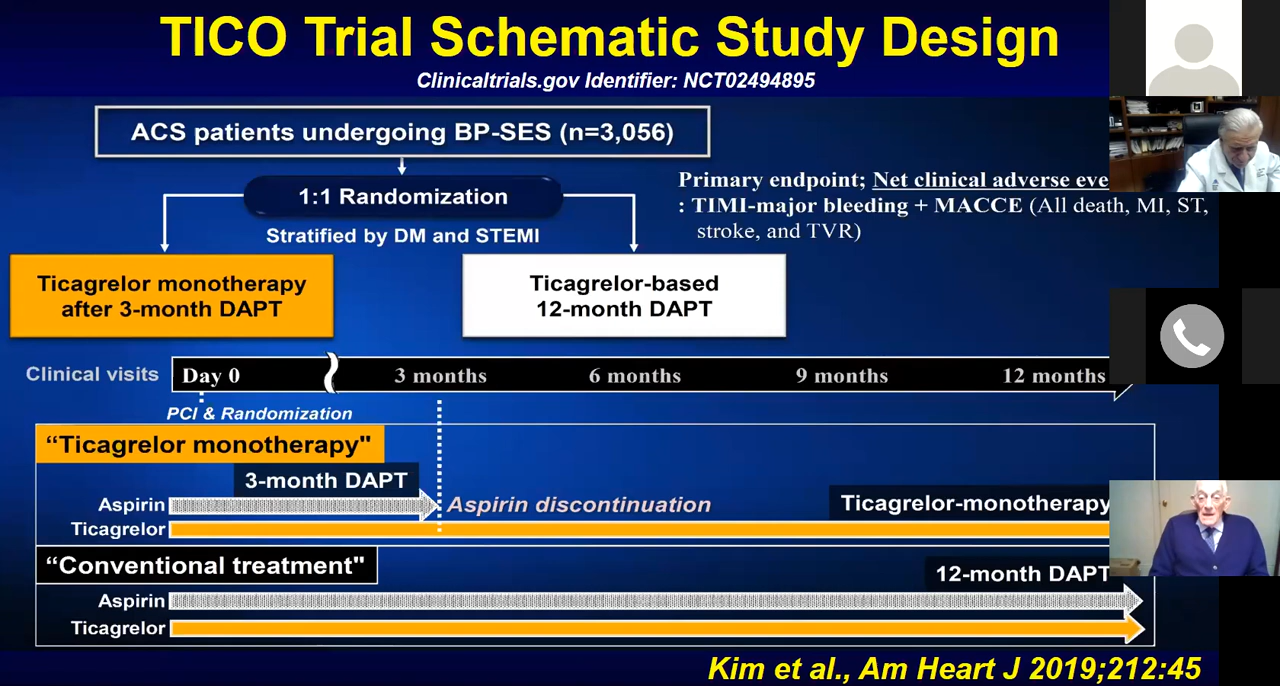 TICO Trial Schematic Study Design
Clinicaltrials.gov Identifier: NCT02494895
ACS patients undergoing BP-SES (n=3,056)
1:1 Randomization
Stratified by DM and STEMI
Primary endpoint; Net clinical adverse eve
: TIMI-major bleeding + MACCE (All death, MI, ST,
stroke, and TVR)
Ticagrelor monotherapy
after 3-month DAPT
Ticagrelor-based
12-month DAPT
Clinical visits Day 0 3 months 6 months 9 months 12 months
PCI & Randomization
“Ticagrelor monotherapy"
3-month DAPT
Aspirin Aspirin discontinuation Ticagrelor-monotherapy
Ticagrelor
“Conventional treatment"
12-month DAPT
Aspirin
Ticagrelor
Kim et al., Am Heart J 2019;212:45